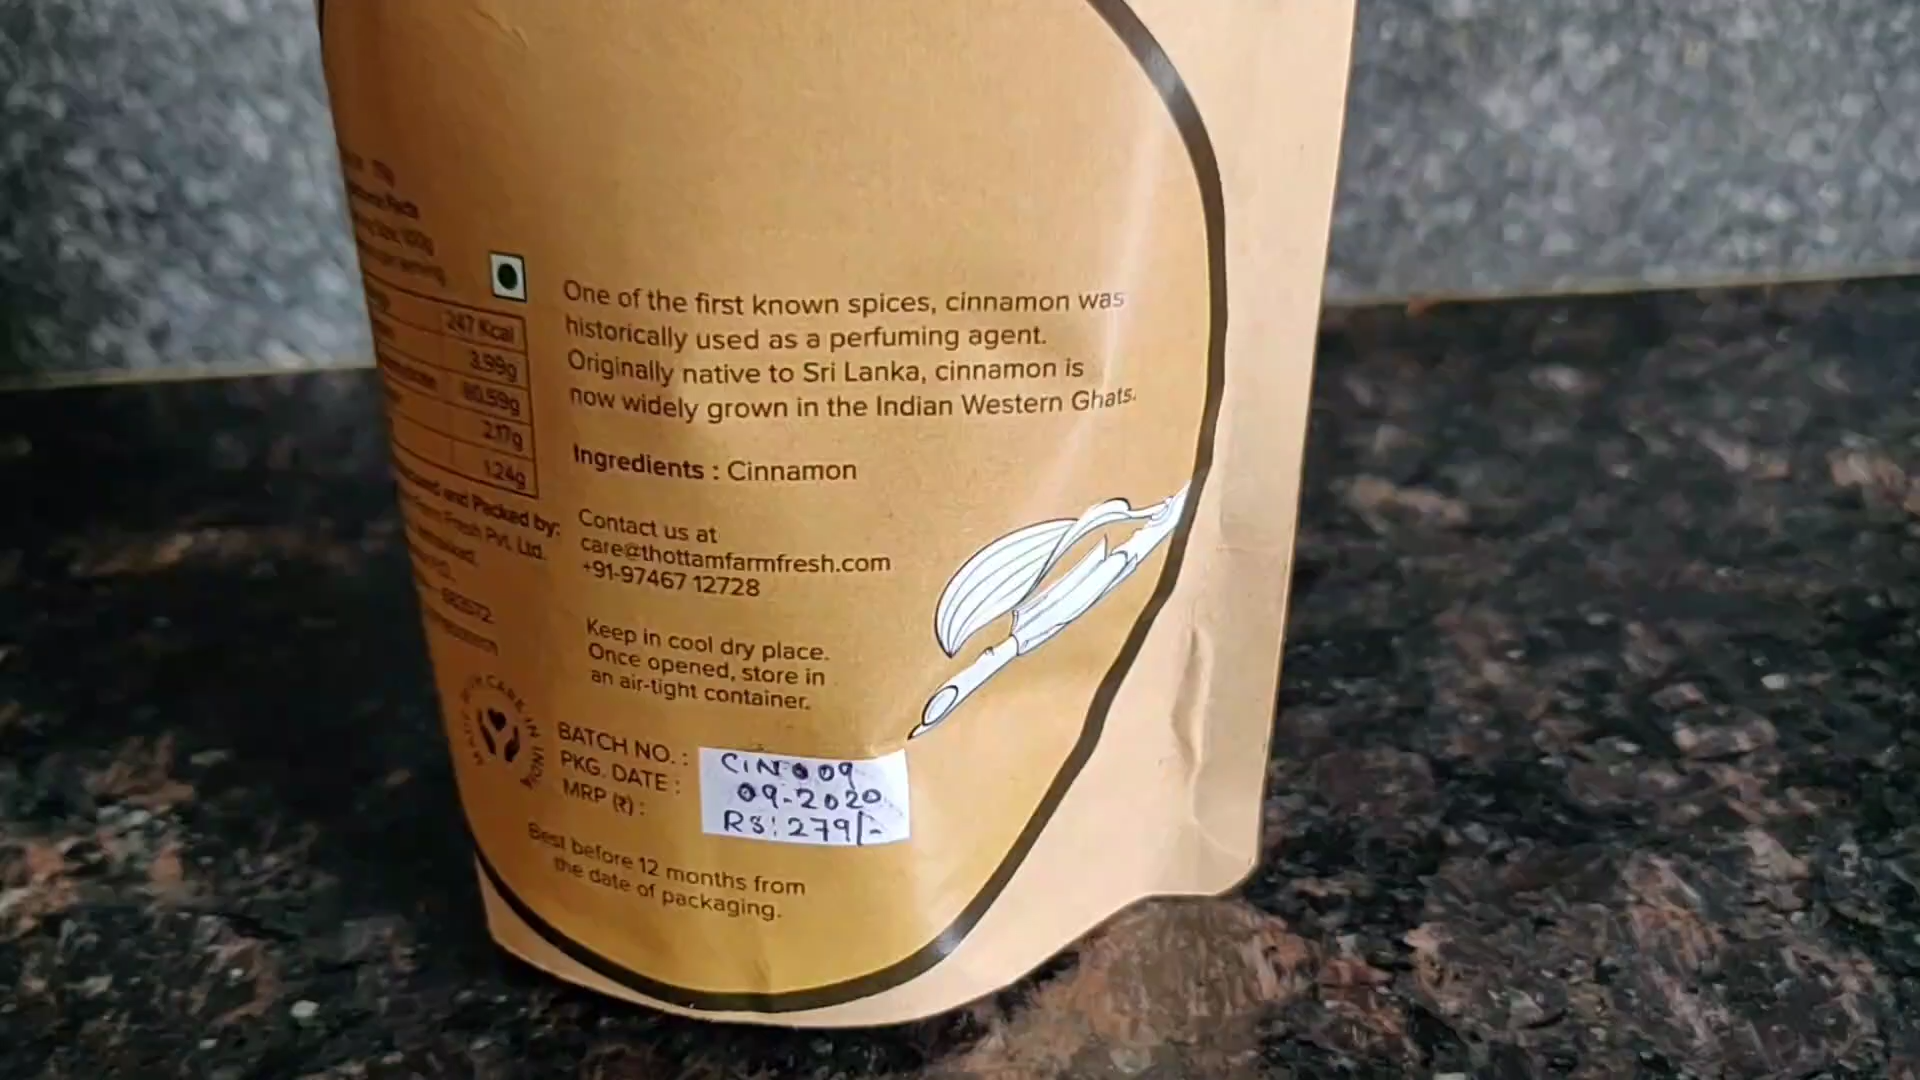 247 Kcal
3.99g
80.59g
2.17g
1.24g
and Packed by:
Fresh Pvt. Ltd.
One of the first known spices, cinnamon was
historically used as a perfuming agent.
Originally native to Sri Lanka, cinnamon is
now widely grown in the Indian Western Ghats.
Ingredients : Cinnamon
Contact us at
care@thottamfarmfresh.com
+91-97467 12728
Keep in cool dry place.
Once opened, store in
an air-tight container.
BATCH NO. : CIN009
PKG. DATE : 09-2020
MRP (₹) : RS: 279/-
Best before 12 months from
the date of packaging.